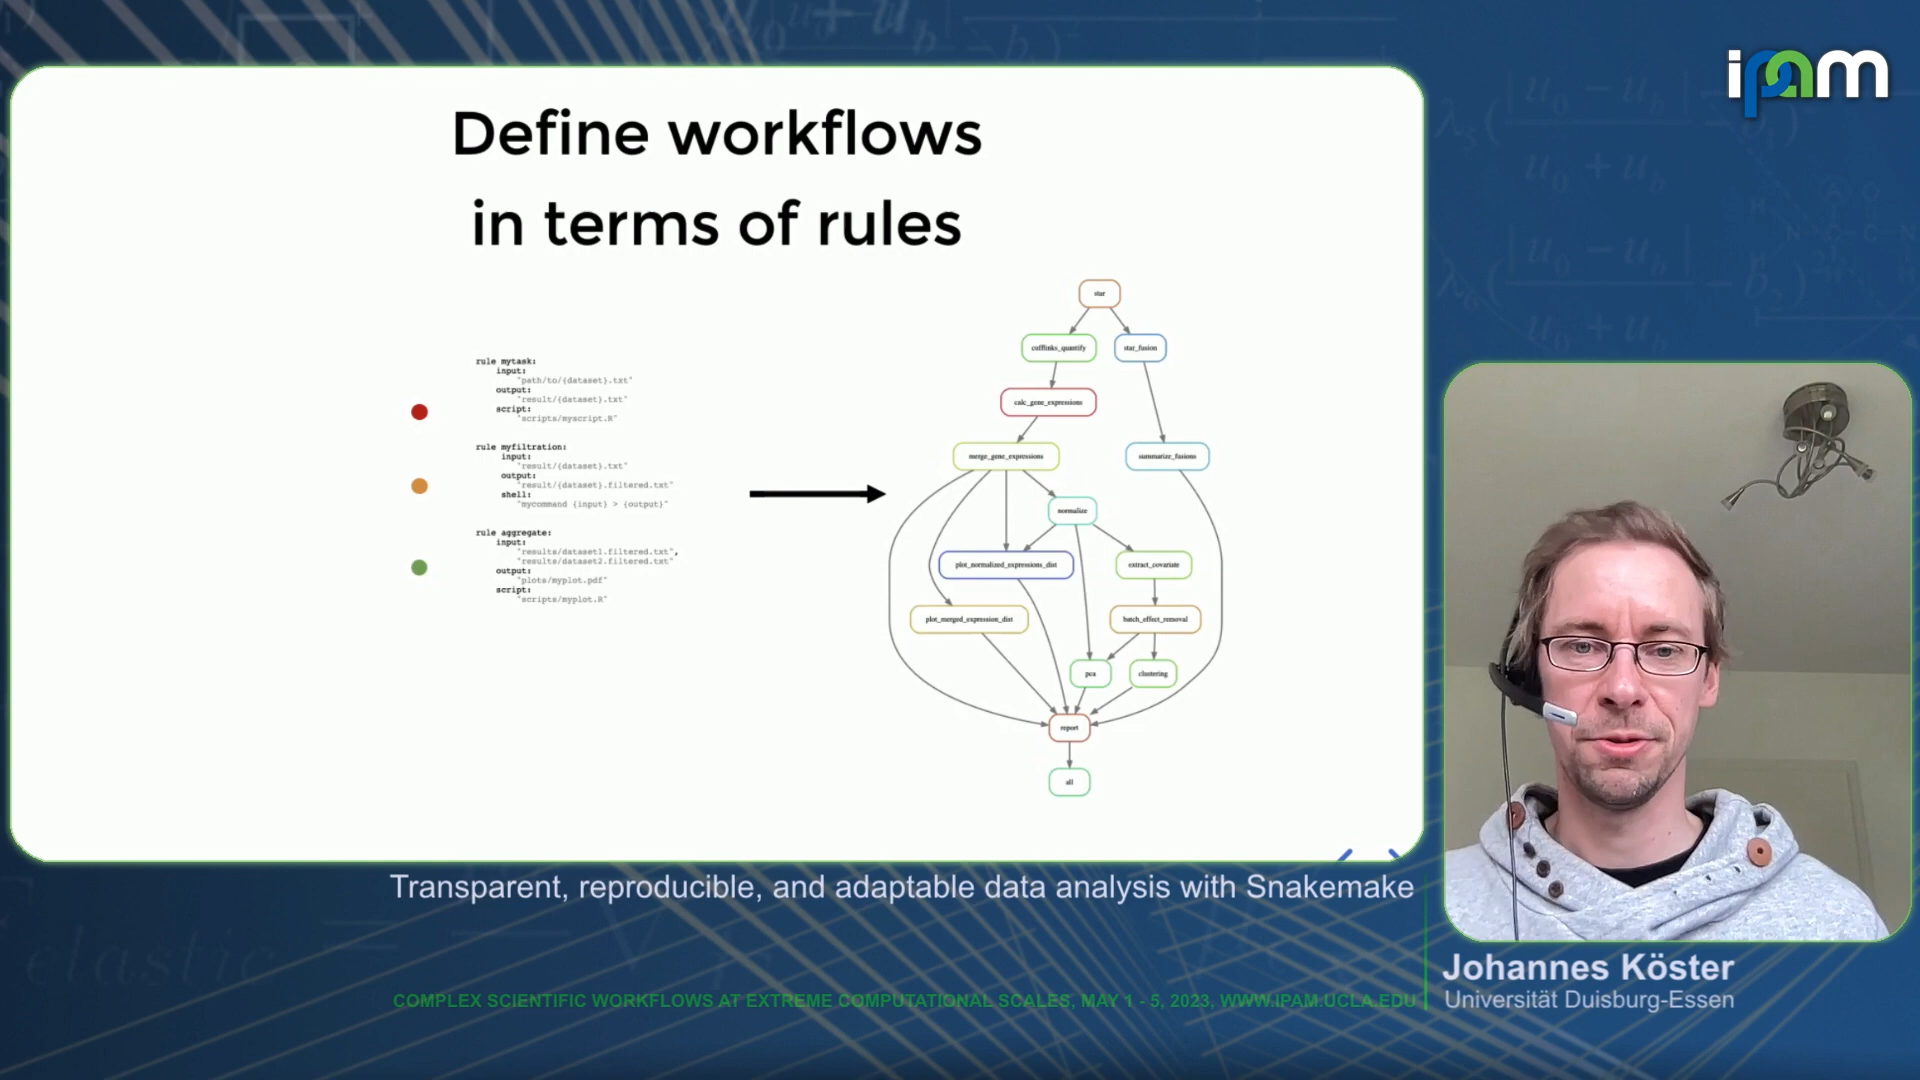 ipam
Define workflows
in terms of rules
rule mytask:
input:
"path/to/{dataset}.txt"
output:
"result/{dataset}.txt"
script:
"scripts/myscript.R"
rule myfiltration:
input:
"result/{dataset}.txt"
output:
"result/{dataset}.filtered.txt"
shell:
"mycommand {input} > {output}"
rule aggregate:
input:
"results/dataset1.filtered.txt",
"results/dataset2.filtered.txt"
output:
"plots/myplot.pdf"
script:
"scripts/myplot.R"
star
cufflinks_quantify
star_fusion
calc_gene_expressions
merge_gene_expressions
summarize_fusions
normalize
plot_normalized_expressions_dist
extract_covariate
plot_merged_expression_dist
batch_effect_removal
pca
clustering
report
all
Transparent, reproducible, and adaptable data analysis with Snakemake
Johannes Köster
Universität Duisburg-Essen
COMPLEX SCIENTIFIC WORKFLOWS AT EXTREME COMPUTATIONAL SCALES, MAY 1 - 5, 2023, WWW.IPAM.UCLA.EDU
elastic